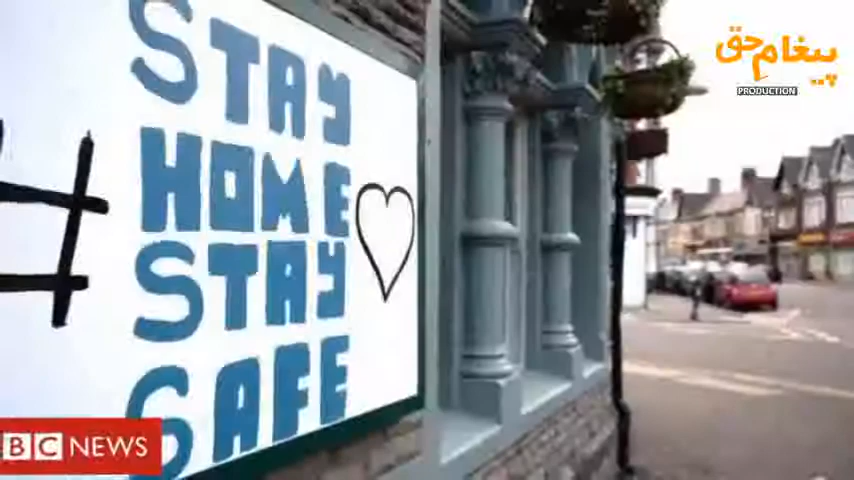 پیغام حق
PRODUCTION
#
STAY
HOME
STAY
SAFE
BBC NEWS